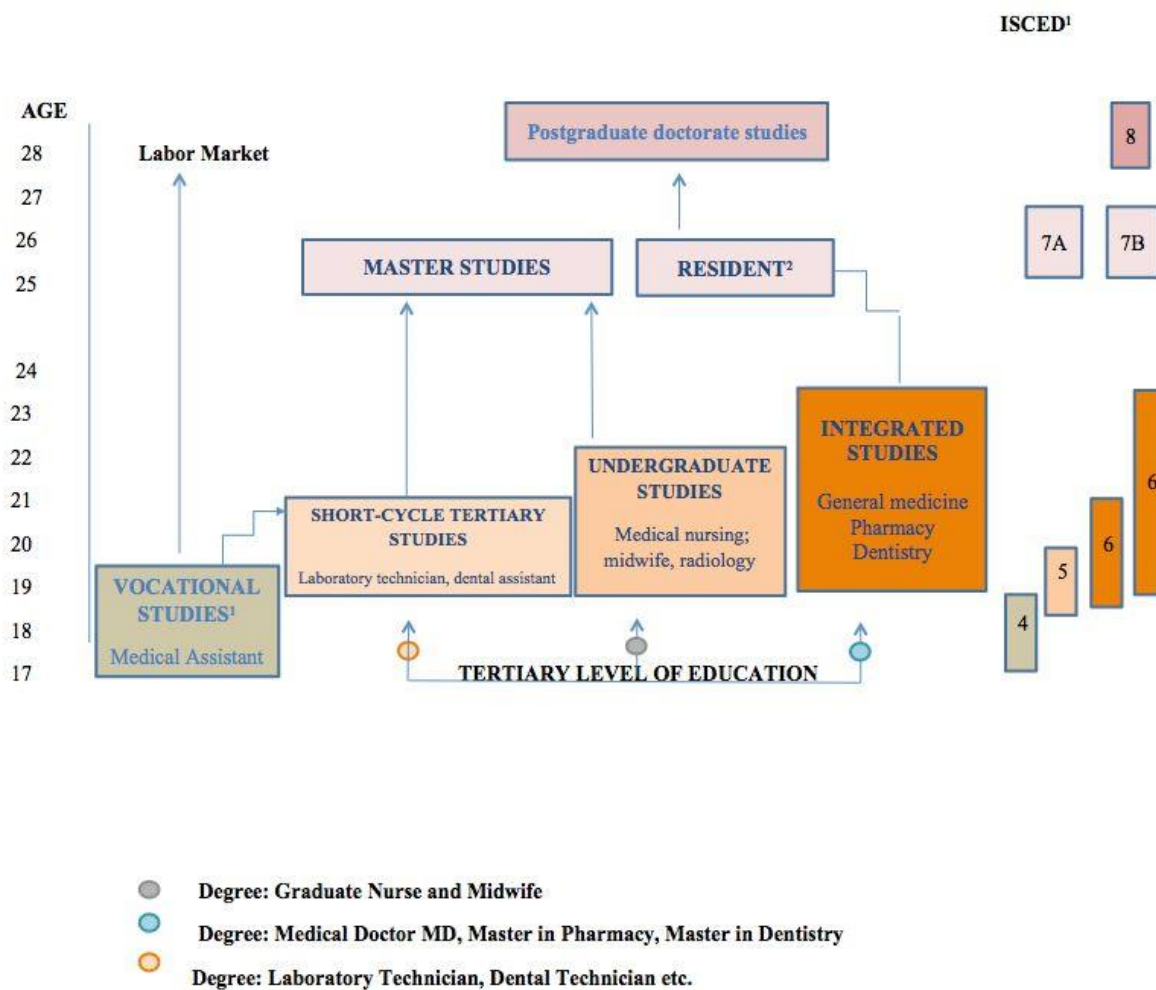 ISCED¹
AGE
28
27
26
25
24
23
22
21
20
19
18
17
Labor Market
Postgraduate doctorate studies
MASTER STUDIES
RESIDENT²
INTEGRATED
STUDIES
General medicine
Pharmacy
Dentistry
UNDERGRADUATE
STUDIES
Medical nursing;
midwife, radiology
SHORT-CYCLE TERTIARY
STUDIES
Laboratory technician, dental assistant
VOCATIONAL
STUDIES¹
Medical Assistant
TERTIARY LEVEL OF EDUCATION
8
7A
7B
6
6
5
4
Degree: Graduate Nurse and Midwife
Degree: Medical Doctor MD, Master in Pharmacy, Master in Dentistry
Degree: Laboratory Technician, Dental Technician etc.